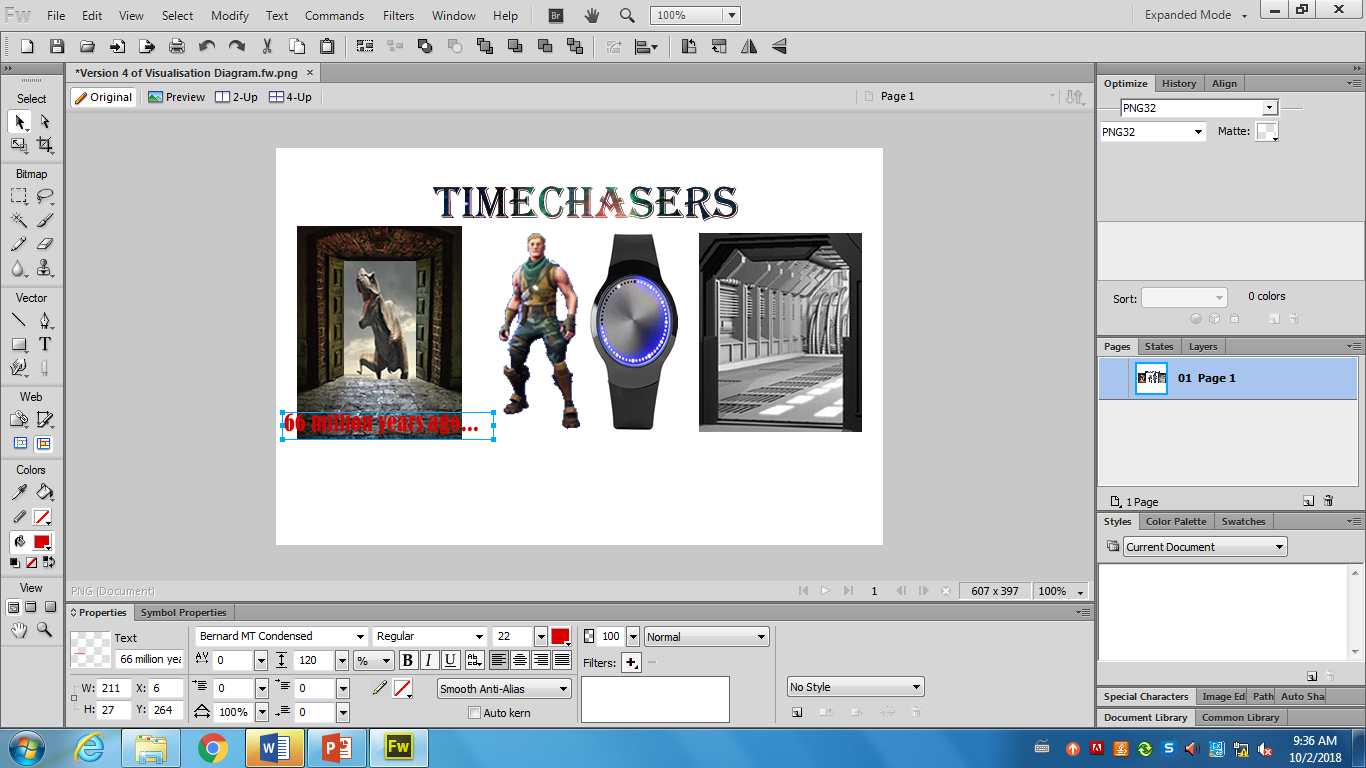 Fw File Edit View Select Modify Text Commands Filters Window Help Br 100% Expanded Mode
*Version 4 of Visualisation Diagram.fw.png ×
Original Preview 2-Up 4-Up Page 1
Select
Bitmap
Vector
Web
Colors
View
TIMECHASERS
66 million years ago...
PNG (Document) 1 607 x 397 100%
Optimize History Align
PNG32
PNG32 Matte:
Sort: 0 colors
Pages States Layers
01 Page 1
1 Page
Styles Color Palette Swatches
Current Document
Special Characters Image Ed Path Auto Sha
Document Library Common Library
Properties Symbol Properties
Text Bernard MT Condensed Regular 22 100 Normal
66 million yea 0 120 % B I U Filters:
W: 211 X: 6 0 0 Smooth Anti-Alias No Style
H: 27 Y: 264 100% 0 Auto kern
Fw
9:36 AM
10/2/2018